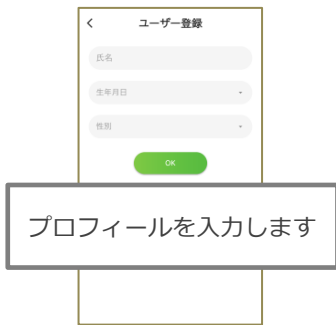 ユーザー登録
氏名
生年月日
性別
OK
プロフィールを入力します